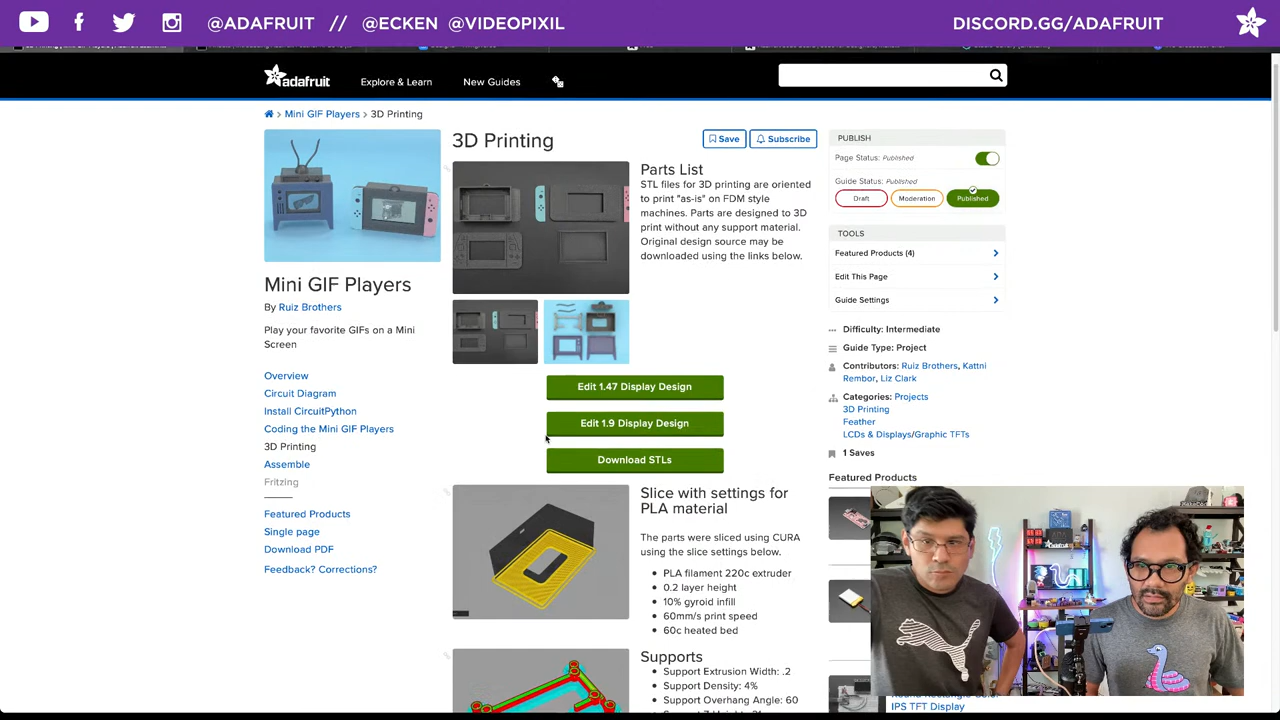 @ADAFRUIT // @ECKEN @VIDEOPIXIL
DISCORD.GG/ADAFRUIT
adafruit
Explore & Learn
New Guides
Mini GIF Players > 3D Printing
3D Printing
Save
Subscribe
Parts List
STL files for 3D printing are oriented
to print "as-is" on FDM style
machines. Parts are designed to 3D
print without any support material.
Original design source may be
downloaded using the links below.
Mini GIF Players
By Ruiz Brothers
Play your favorite GIFs on a Mini
Screen
Overview
Circuit Diagram
Install CircuitPython
Coding the Mini GIF Players
3D Printing
Assemble
Fritzing
Featured Products
Single page
Download PDF
Feedback? Corrections?
Edit 1.47 Display Design
Edit 1.9 Display Design
Download STLs
Slice with settings for
PLA material
The parts were sliced using CURA
using the slice settings below.
PLA filament 220c extruder
0.2 layer height
10% gyroid infill
60mm/s print speed
60c heated bed
Supports
Support Extrusion Width: .2
Support Density: 4%
Support Overhang Angle: 60
PUBLISH
Page Status: Published
Guide Status: Published
Draft
Moderation
Published
TOOLS
Featured Products (4)
Edit This Page
Guide Settings
Difficulty: Intermediate
Guide Type: Project
Contributors: Ruiz Brothers, Kattni
Rembor, Liz Clark
Categories: Projects
3D Printing
Feather
LCDs & Displays/Graphic TFTs
1 Saves
Featured Products
IPS TFT Display